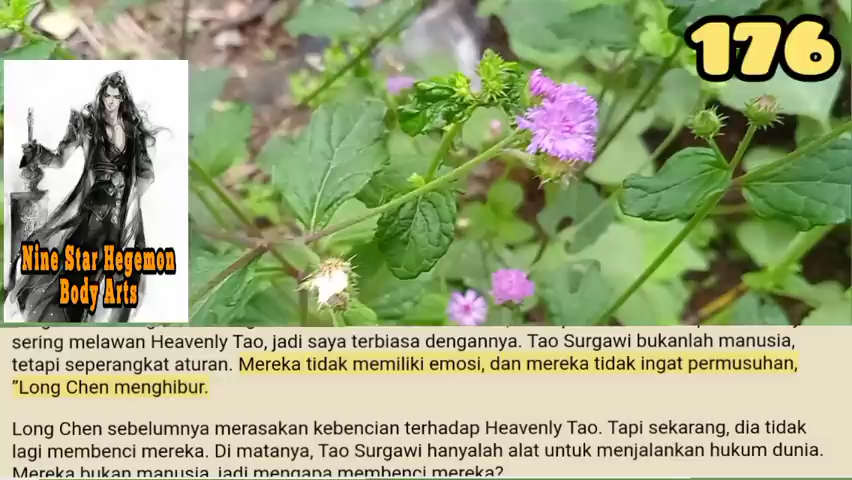 176
Nine Star Hegemon
Body Arts
sering melawan Heavenly Tao, jadi saya terbiasa dengannya. Tao Surgawi bukanlah manusia,
tetapi seperangkat aturan. Mereka tidak memiliki emosi, dan mereka tidak ingat permusuhan,
"Long Chen menghibur.
Long Chen sebelumnya merasakan kebencian terhadap Heavenly Tao. Tapi sekarang, dia tidak
lagi membenci mereka. Di matanya, Tao Surgawi hanyalah alat untuk menjalankan hukum dunia.
Mereka bukan manusia, jadi mengapa membenci mereka?